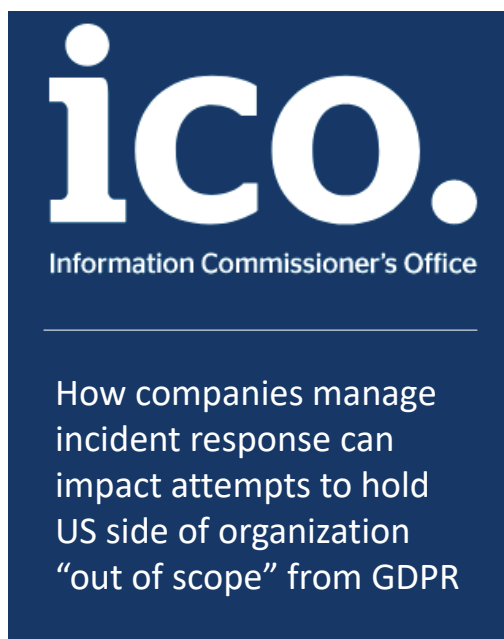 ico.
Information Commissioner's Office
How companies manage
incident response can
impact attempts to hold
US side of organization
“out of scope” from GDPR